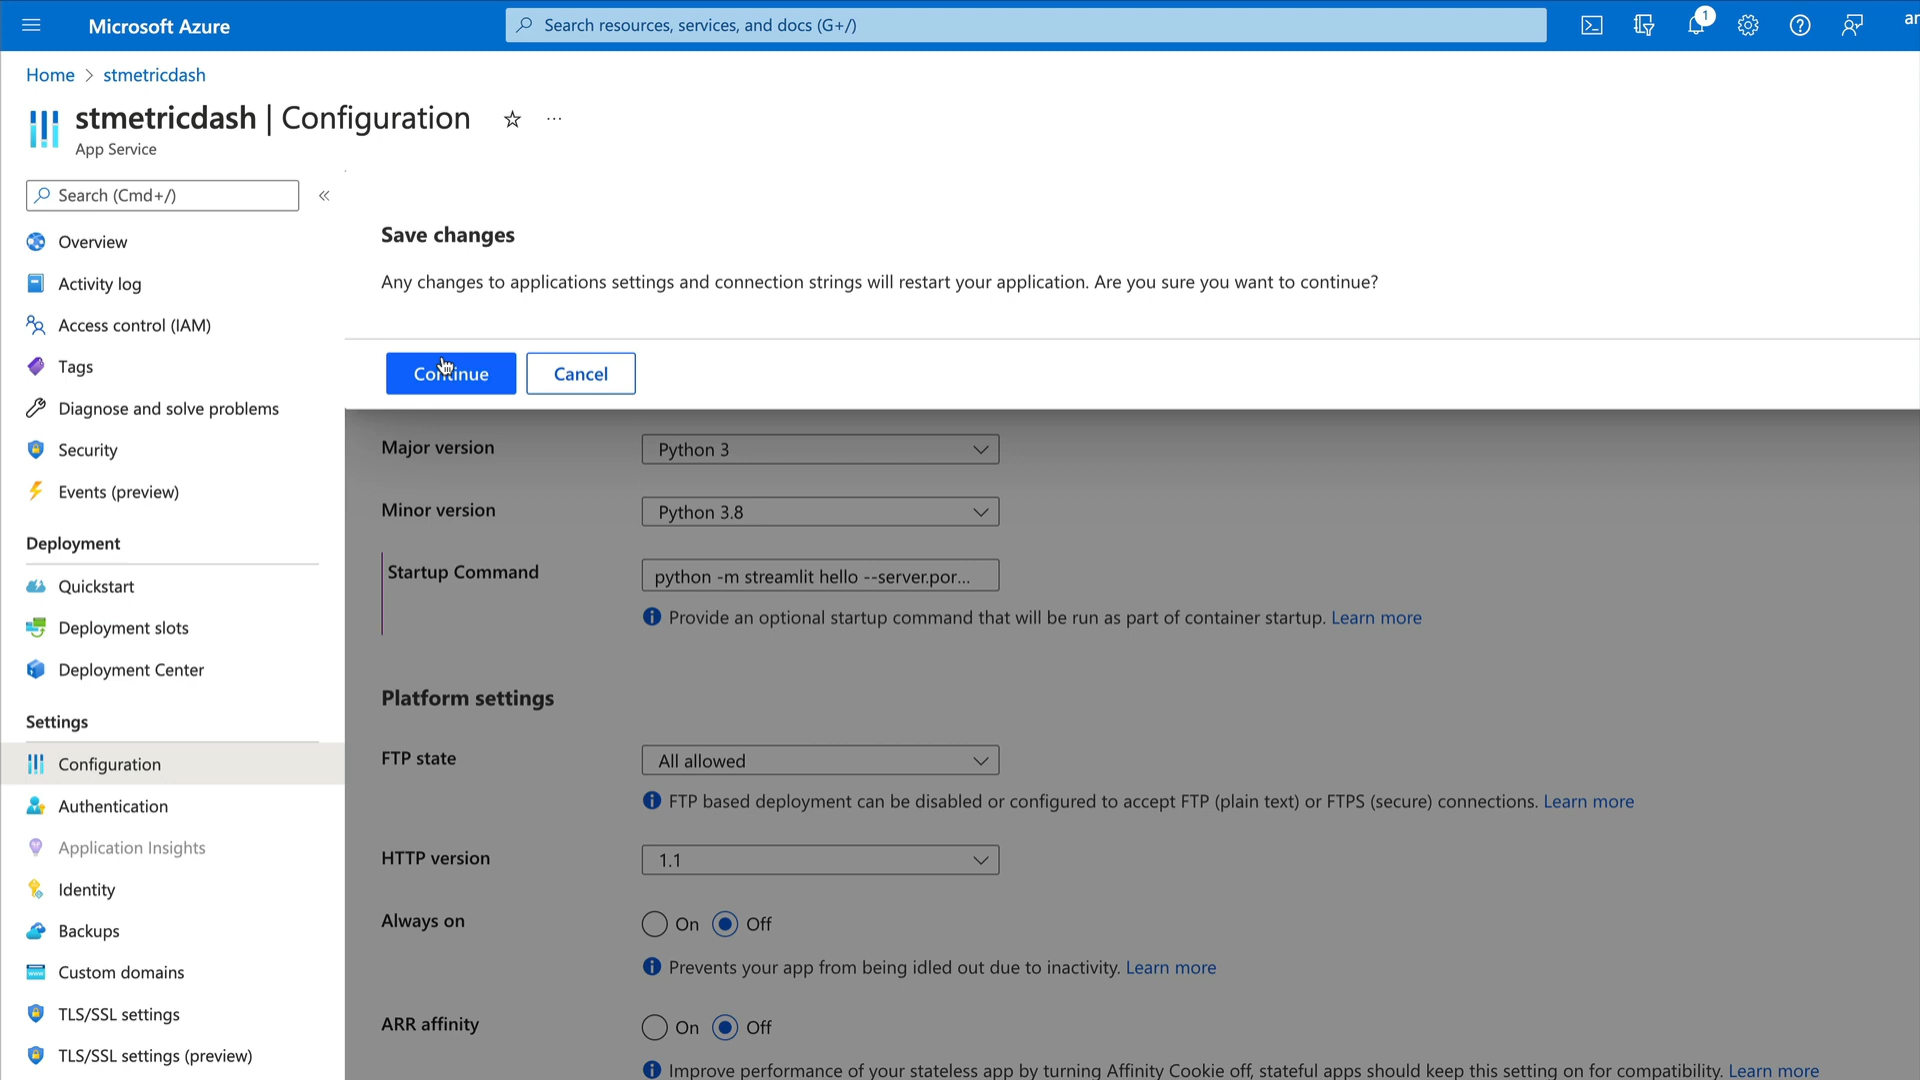 Microsoft Azure
Search resources, services, and docs (G+/)
1
ar
Home > stmetricdash
stmetricdash | Configuration
App Service
Search (Cmd+/)
Overview
Activity log
Access control (IAM)
Tags
Diagnose and solve problems
Security
Events (preview)
Deployment
Quickstart
Deployment slots
Deployment Center
Settings
Configuration
Authentication
Application Insights
Identity
Backups
Custom domains
TLS/SSL settings
TLS/SSL settings (preview)
Save changes
Any changes to applications settings and connection strings will restart your application. Are you sure you want to continue?
Continue
Cancel
Major version
Python 3
Minor version
Python 3.8
Startup Command
python -m streamlit hello --server.por...
Provide an optional startup command that will be run as part of container startup. Learn more
Platform settings
FTP state
All allowed
FTP based deployment can be disabled or configured to accept FTP (plain text) or FTPS (secure) connections. Learn more
HTTP version
1.1
Always on
On Off
Prevents your app from being idled out due to inactivity. Learn more
ARR affinity
On Off
Improve performance of your stateless app by turning Affinity Cookie off, stateful apps should keep this setting on for compatibility. Learn more